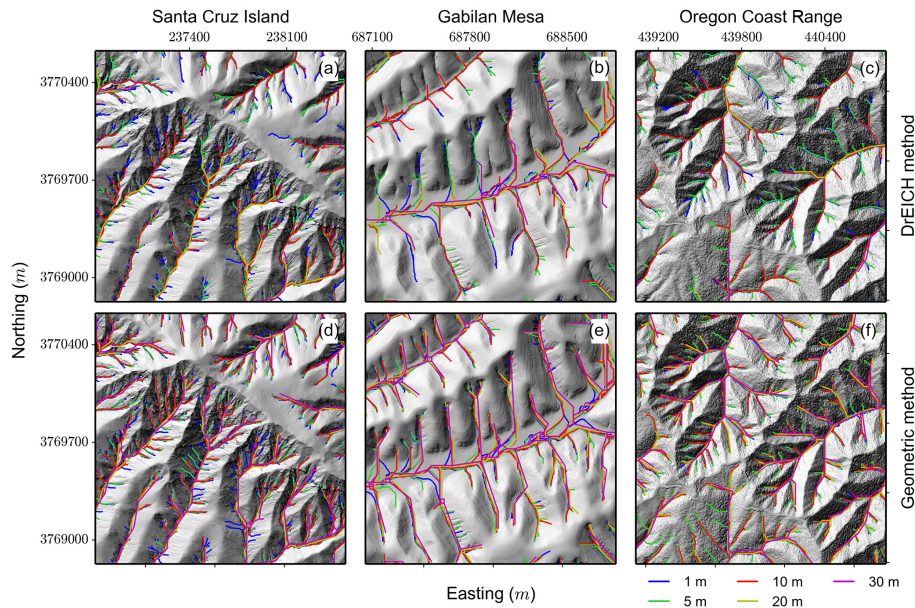 Santa Cruz Island Gabilan Mesa Oregon Coast Range
237400 238100 687100 687800 688500 439200 439800 440400
(a) (b) (c)
3770400
3769700
3769000
DrEICH method
Northing (m)
(d) (e) (f)
3770400
3769700
3769000
Geometric method
Easting (m)
1 m 10 m 30 m
5 m 20 m